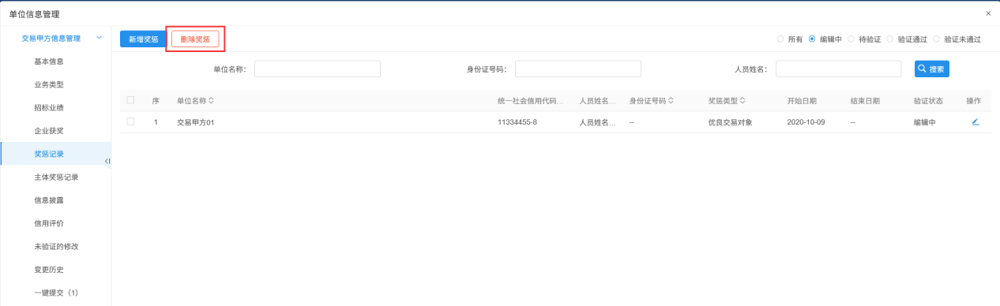 单位信息管理 ×
交易甲方信息管理
新增奖惩 删除奖惩 所有 编辑中 待验证 验证通过 验证未通过
基本信息
单位名称： 身份证号码： 人员姓名： 搜索
业务类型
招标业绩
序 单位名称 统一社会信用代码... 人员姓名... 身份证号码 奖惩类型 开始日期 结束日期 验证状态 操作
1 交易甲方01 11334455-8 人员姓名... -- 优良交易对象 2020-10-09 -- 编辑中
企业获奖
奖惩记录
主体奖惩记录
信息披露
信用评价
未验证的修改
变更历史
一键提交（1）